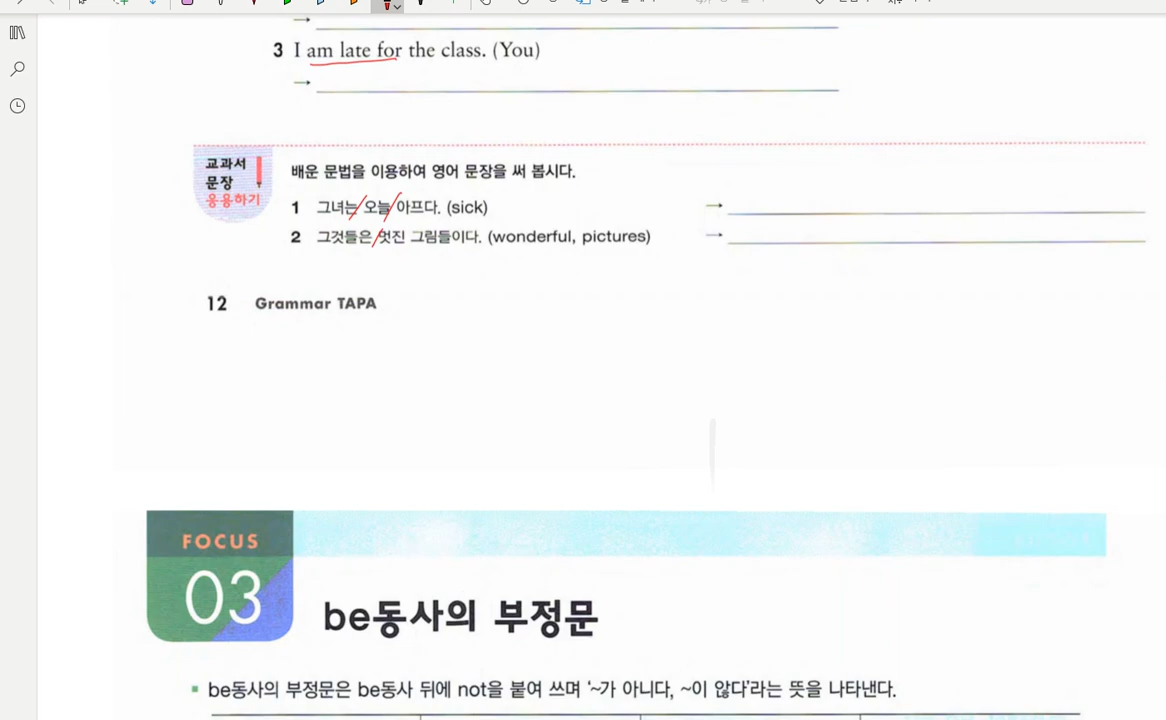 3 I am late for the class. (You)
→
교과서
문장
응용하기
배운 문법을 이용하여 영어 문장을 써 봅시다.
1 그녀는 오늘 아프다. (sick) →
2 그것들은 멋진 그림들이다. (wonderful, pictures) →
12 Grammar TAPA
FOCUS
03
be동사의 부정문
▪ be동사의 부정문은 be동사 뒤에 not을 붙여 쓰며 ‘~가 아니다, ~이 않다’라는 뜻을 나타낸다.